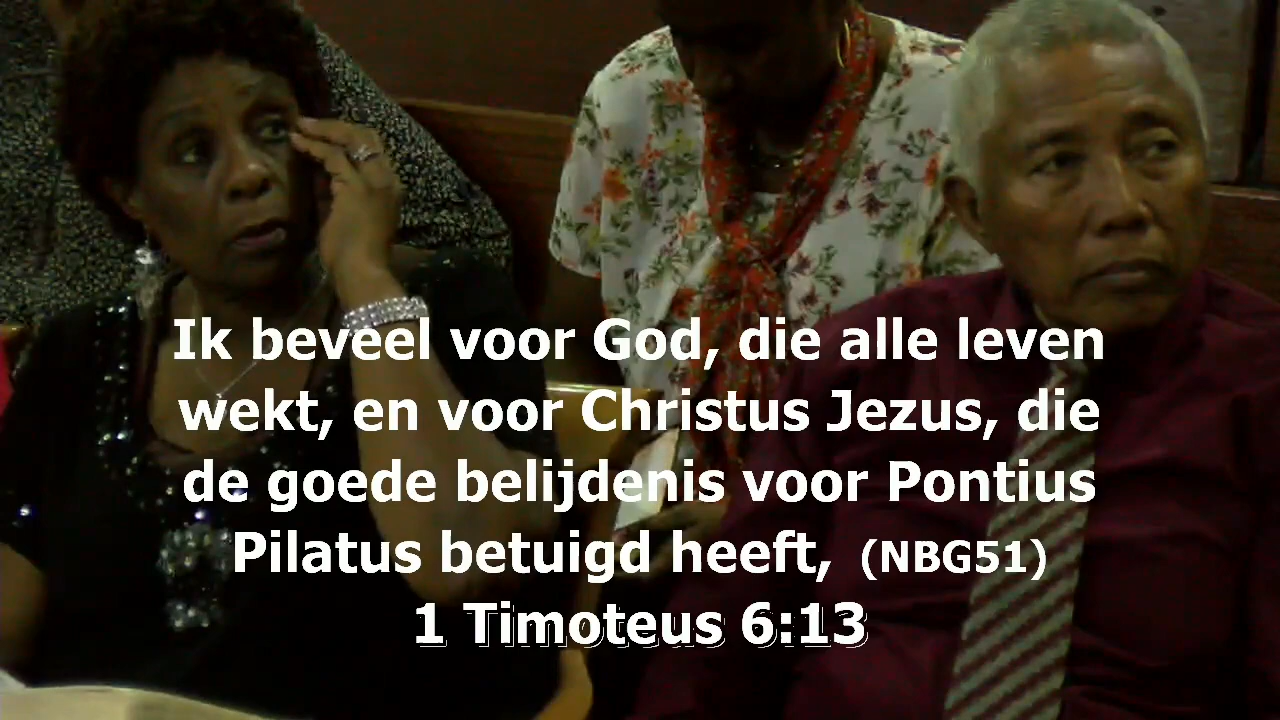 Ik beveel voor God, die alle leven
wekt, en voor Christus Jezus, die
de goede belijdenis voor Pontius
Pilatus betuigd heeft, (NBG51)
1 Timoteus 6:13